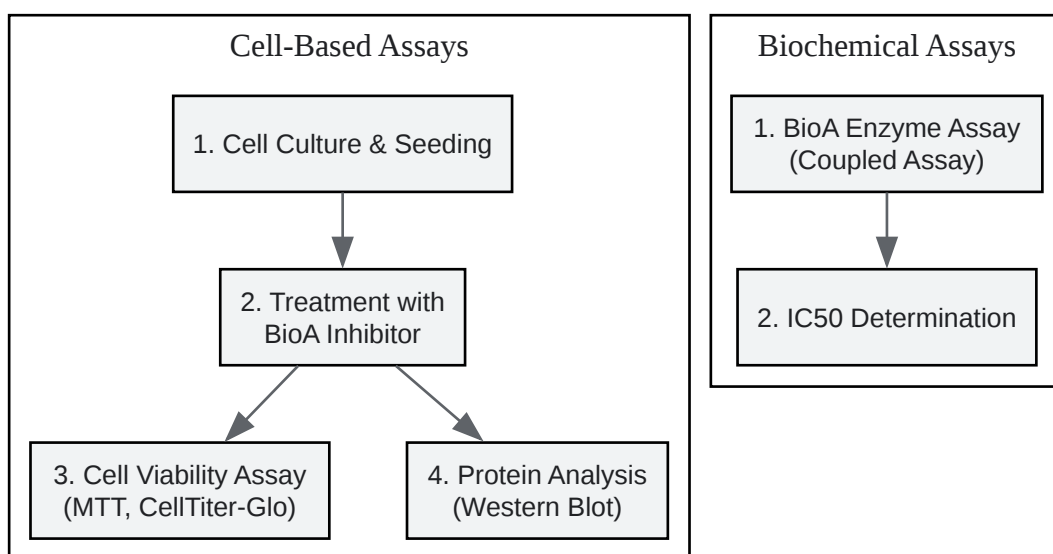 Cell-Based Assays
1. Cell Culture & Seeding
2. Treatment with
BioA Inhibitor
3. Cell Viability Assay
(MTT, CellTiter-Glo)
4. Protein Analysis
(Western Blot)
Biochemical Assays
1. BioA Enzyme Assay
(Coupled Assay)
2. IC50 Determination